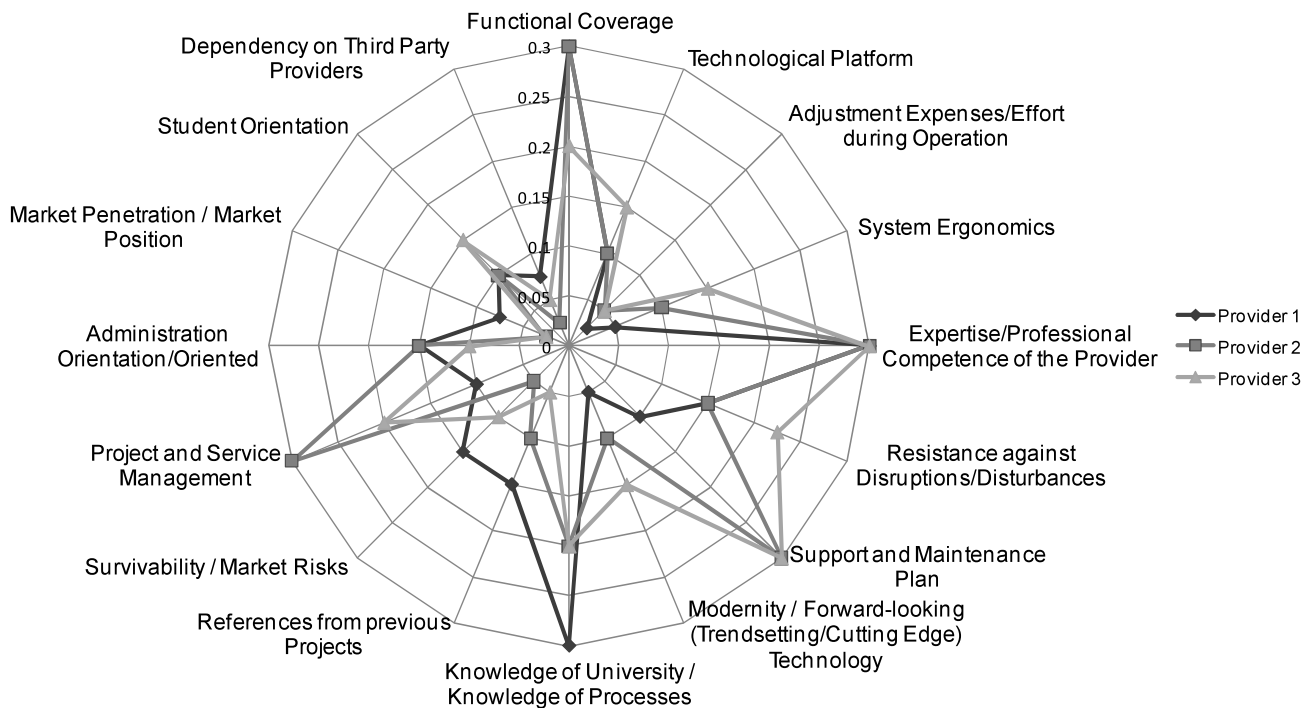 Functional Coverage
Dependency on Third Party
Providers
Technological Platform
Student Orientation
Adjustment Expenses/Effort
during Operation
Market Penetration / Market
Position
System Ergonomics
Administration
Orientation/Oriented
Expertise/Professional
Competence of the Provider
Project and Service
Management
Resistance against
Disruptions/Disturbances
Survivability / Market Risks
Support and Maintenance
Plan
References from previous
Projects
Modernity / Forward-looking
(Trendsetting/Cutting Edge)
Technology
Knowledge of University /
Knowledge of Processes
0.3
0.25
0.2
0.15
0.1
0.05
0
Provider 1
Provider 2
Provider 3